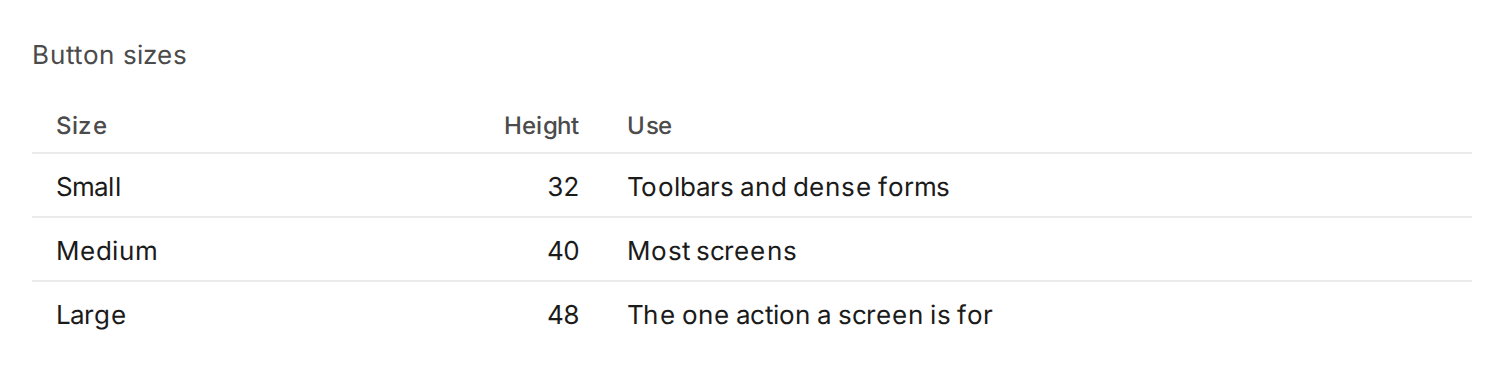 Button sizes
Size Height Use
Small 32 Toolbars and dense forms
Medium 40 Most screens
Large 48 The one action a screen is for